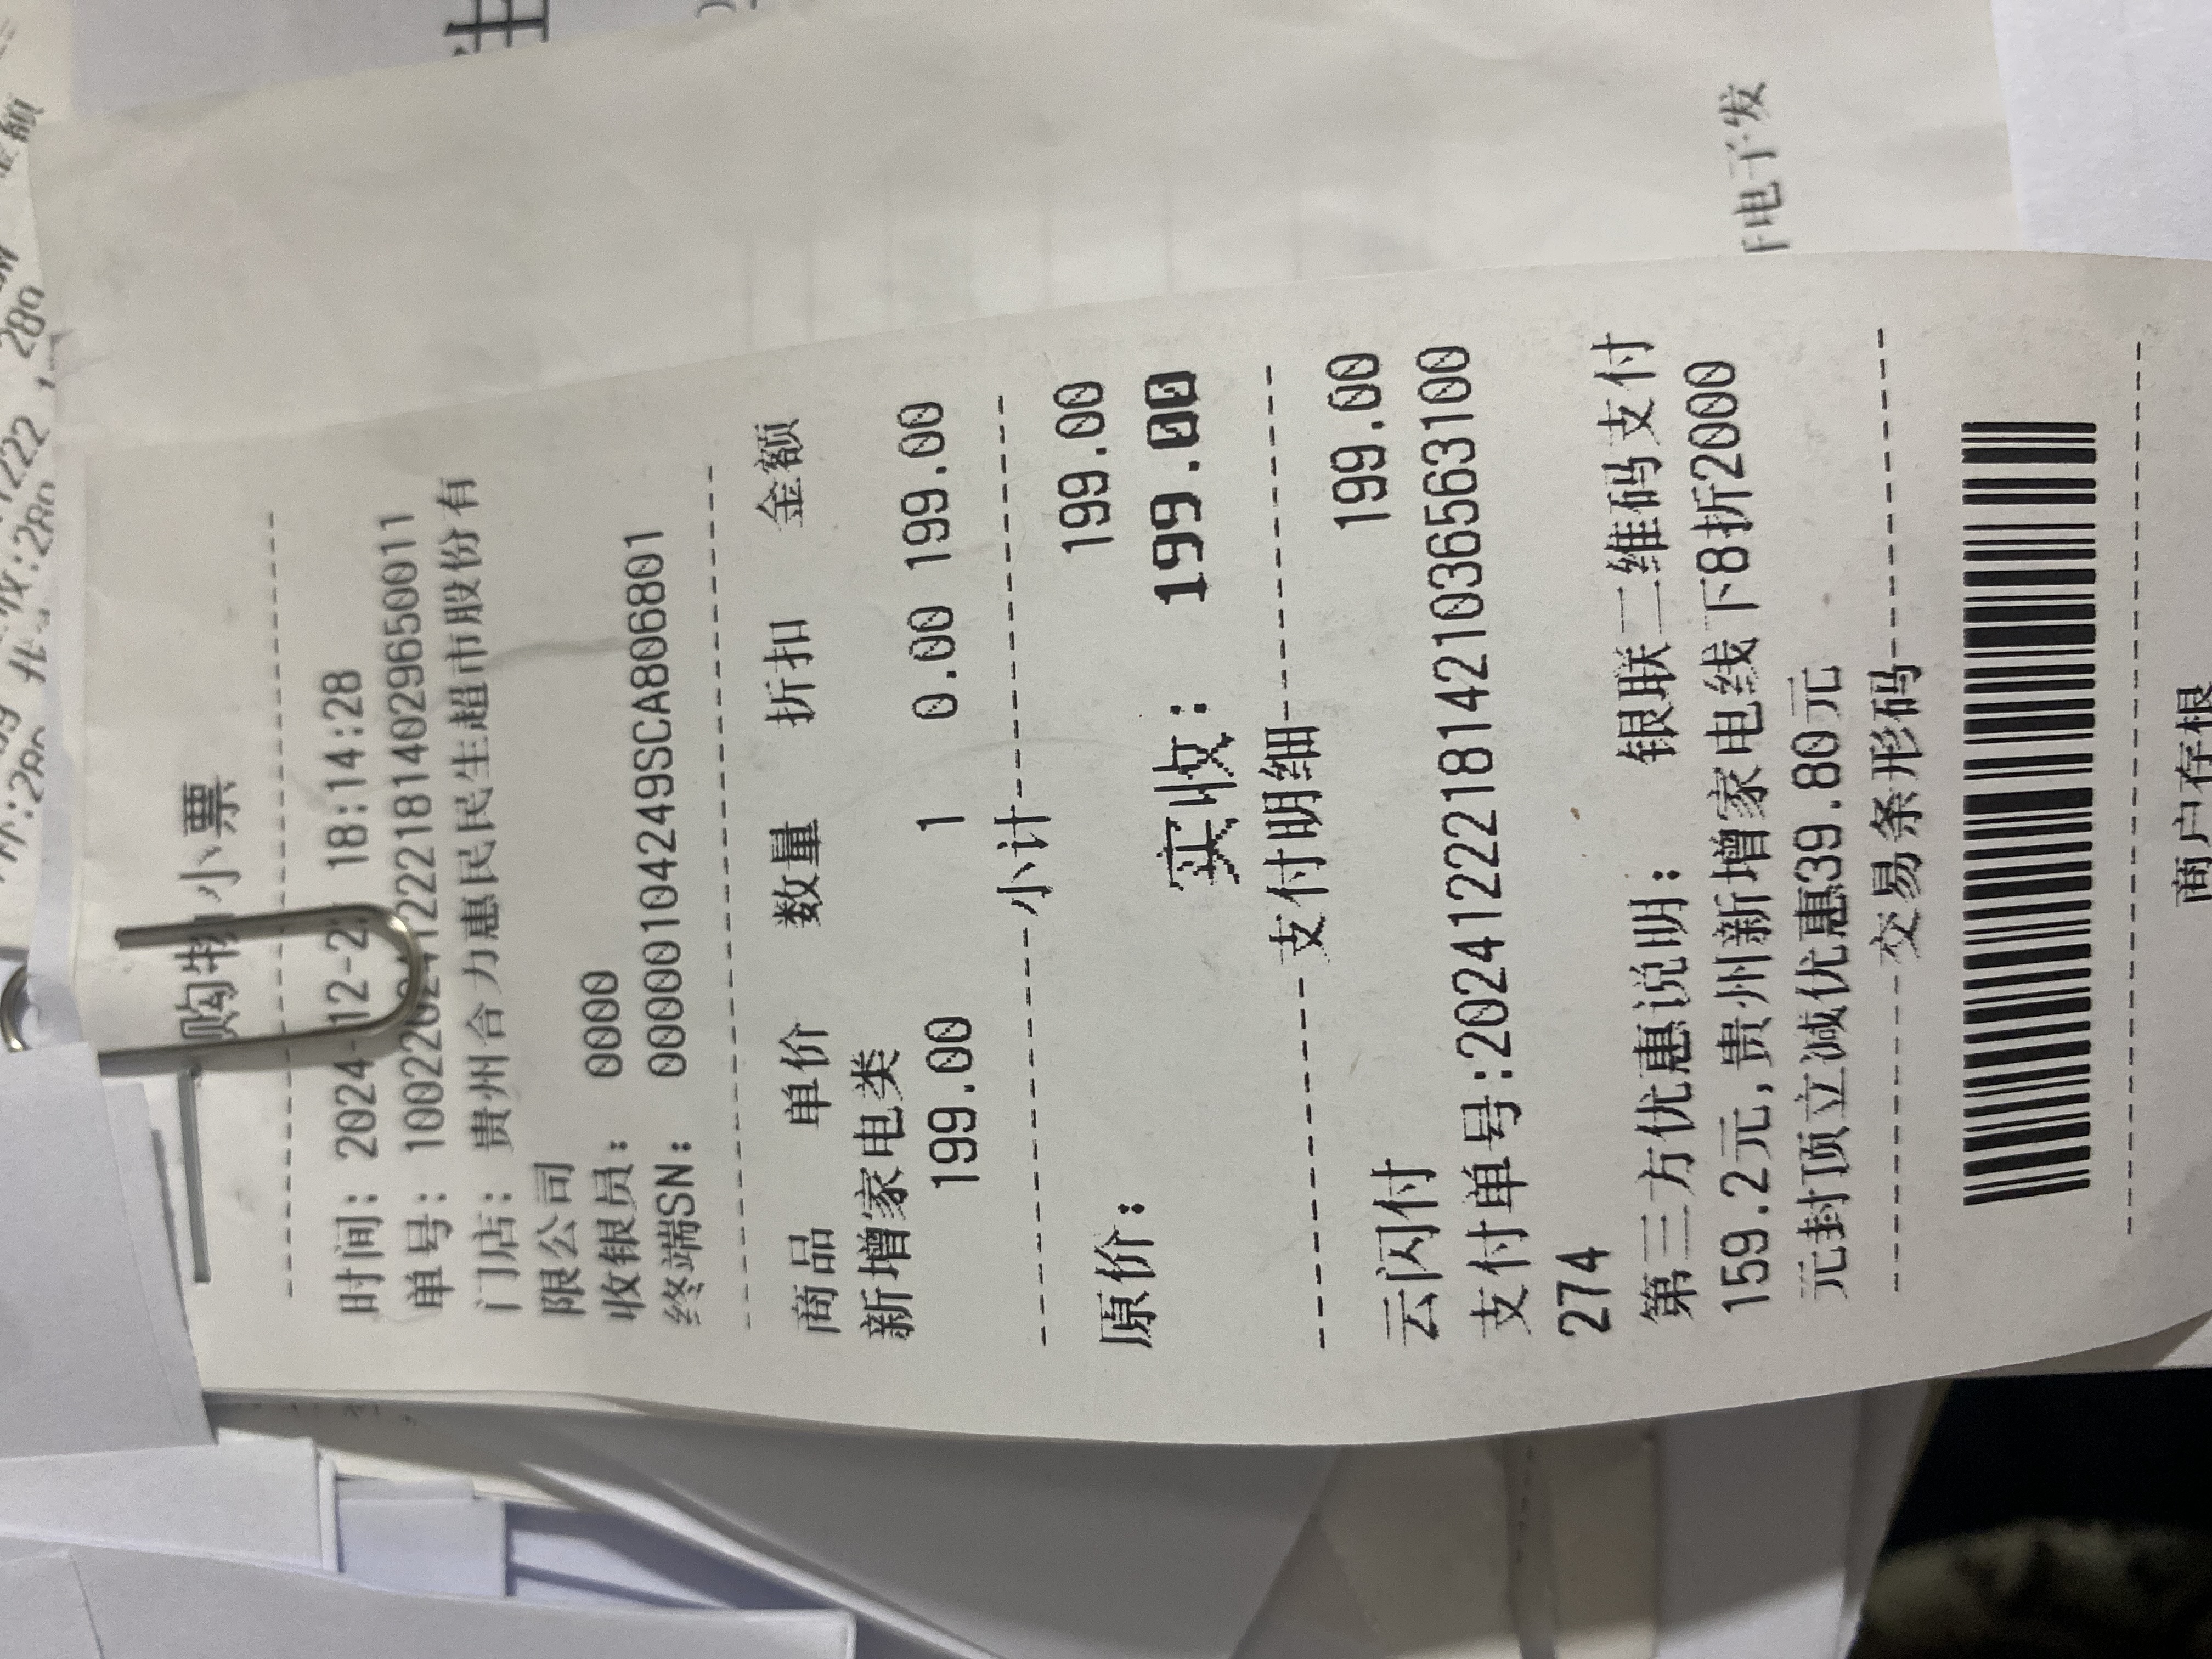 购物小票
时间: 2024-12-2 18:14:28
单号: 10022024122218140296500​11
门店: 贵州合力惠民民生超市股份有
限公司
收银员: 0000
终端SN: 00000104249SCA806801
商品 单价 数量 折扣 金额
新增家电类
199.00 1 0.00 199.00
小计
原价: 199.00
实收: 199.00
支付明细
云闪付 199.00
支付单号:20241222181421036563100
274
第三方优惠说明: 银联二维码支付
159.2元,贵州新增家电线下8折2000
元封顶立减优惠39.80元
交易条形码
商户存根
电子发